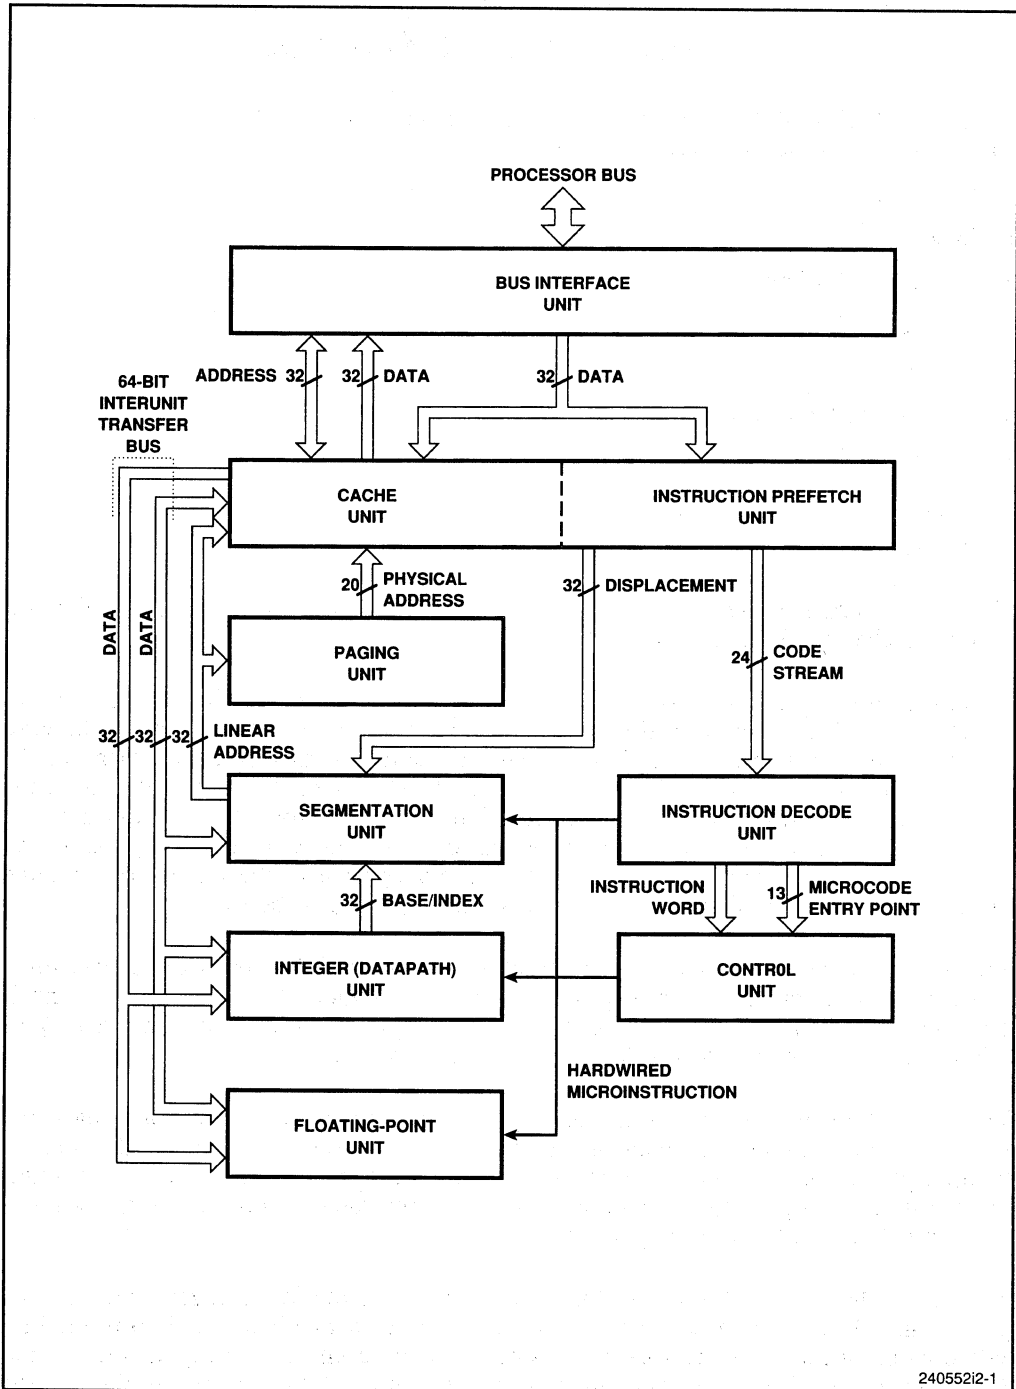 PROCESSOR BUS
BUS INTERFACE
UNIT
ADDRESS 32
32 DATA
32 DATA
64-BIT
INTERUNIT
TRANSFER
BUS
CACHE
UNIT
INSTRUCTION PREFETCH
UNIT
20 PHYSICAL
ADDRESS
32 DISPLACEMENT
DATA
DATA
PAGING
UNIT
24 CODE
STREAM
32
32
32 LINEAR
ADDRESS
SEGMENTATION
UNIT
INSTRUCTION DECODE
UNIT
32 BASE/INDEX
INSTRUCTION
WORD
13 MICROCODE
ENTRY POINT
INTEGER (DATAPATH)
UNIT
CONTR0L
UNIT
HARDWIRED
MICROINSTRUCTION
FLOATING-POINT
UNIT
240552i2-1